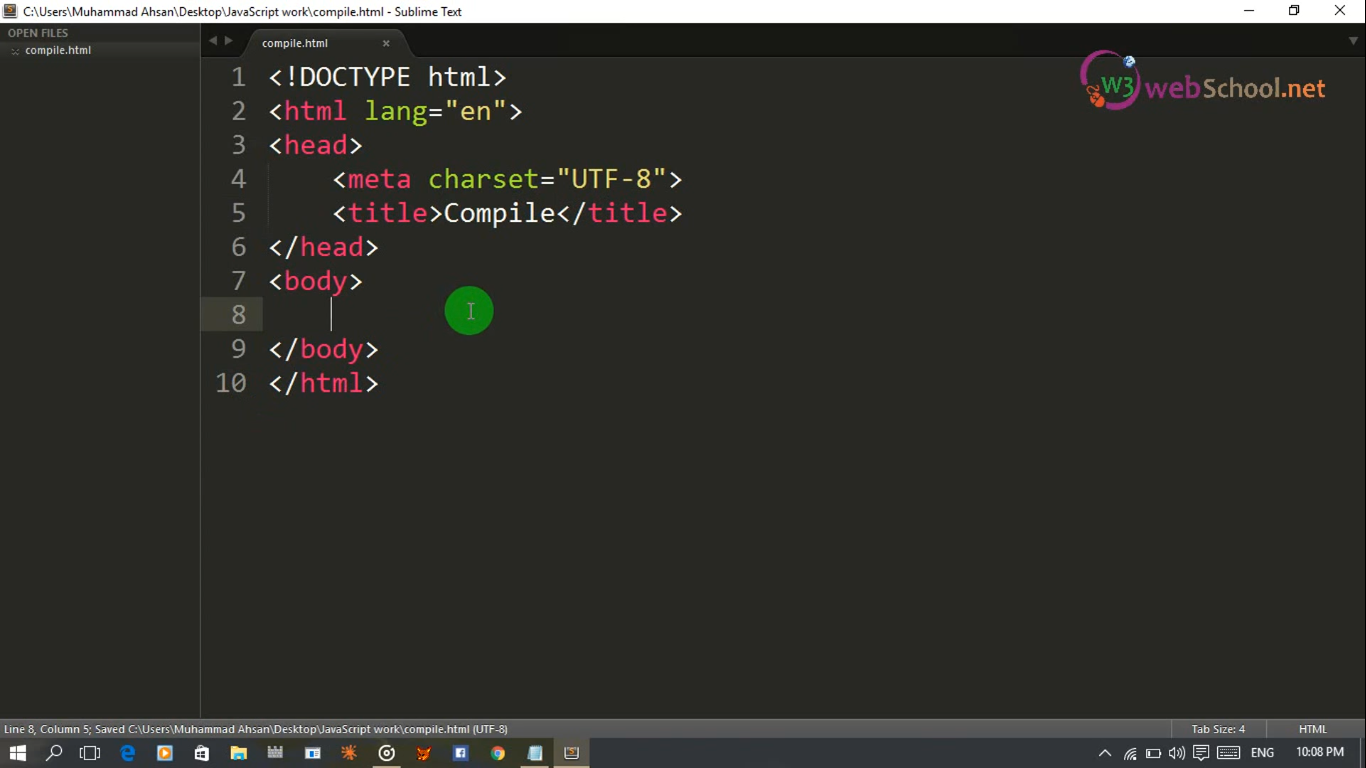 C:\Users\Muhammad Ahsan\Desktop\JavaScript work\compile.html - Sublime Text
OPEN FILES
compile.html
compile.html
W3 webSchool.net
1 <!DOCTYPE html>
2 <html lang="en">
3 <head>
4 <meta charset="UTF-8">
5 <title>Compile</title>
6 </head>
7 <body>
8
9 </body>
10 </html>
Line 8, Column 5; Saved C:\Users\Muhammad Ahsan\Desktop\JavaScript work\compile.html (UTF-8)
Tab Size: 4
HTML
ENG
10:08 PM